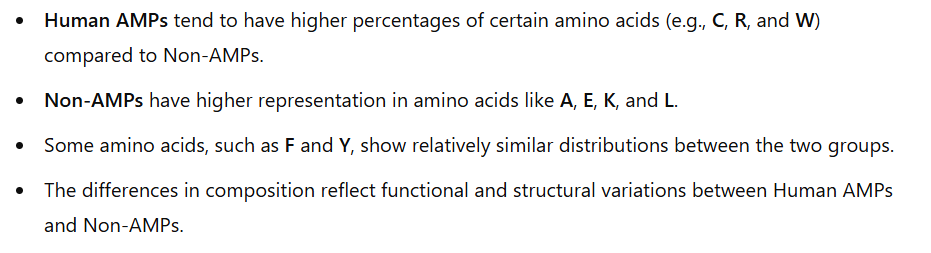 • Human AMPs tend to have higher percentages of certain amino acids (e.g., C, R, and W)
compared to Non-AMPs.
• Non-AMPs have higher representation in amino acids like A, E, K, and L.
• Some amino acids, such as F and Y, show relatively similar distributions between the two groups.
• The differences in composition reflect functional and structural variations between Human AMPs
and Non-AMPs.